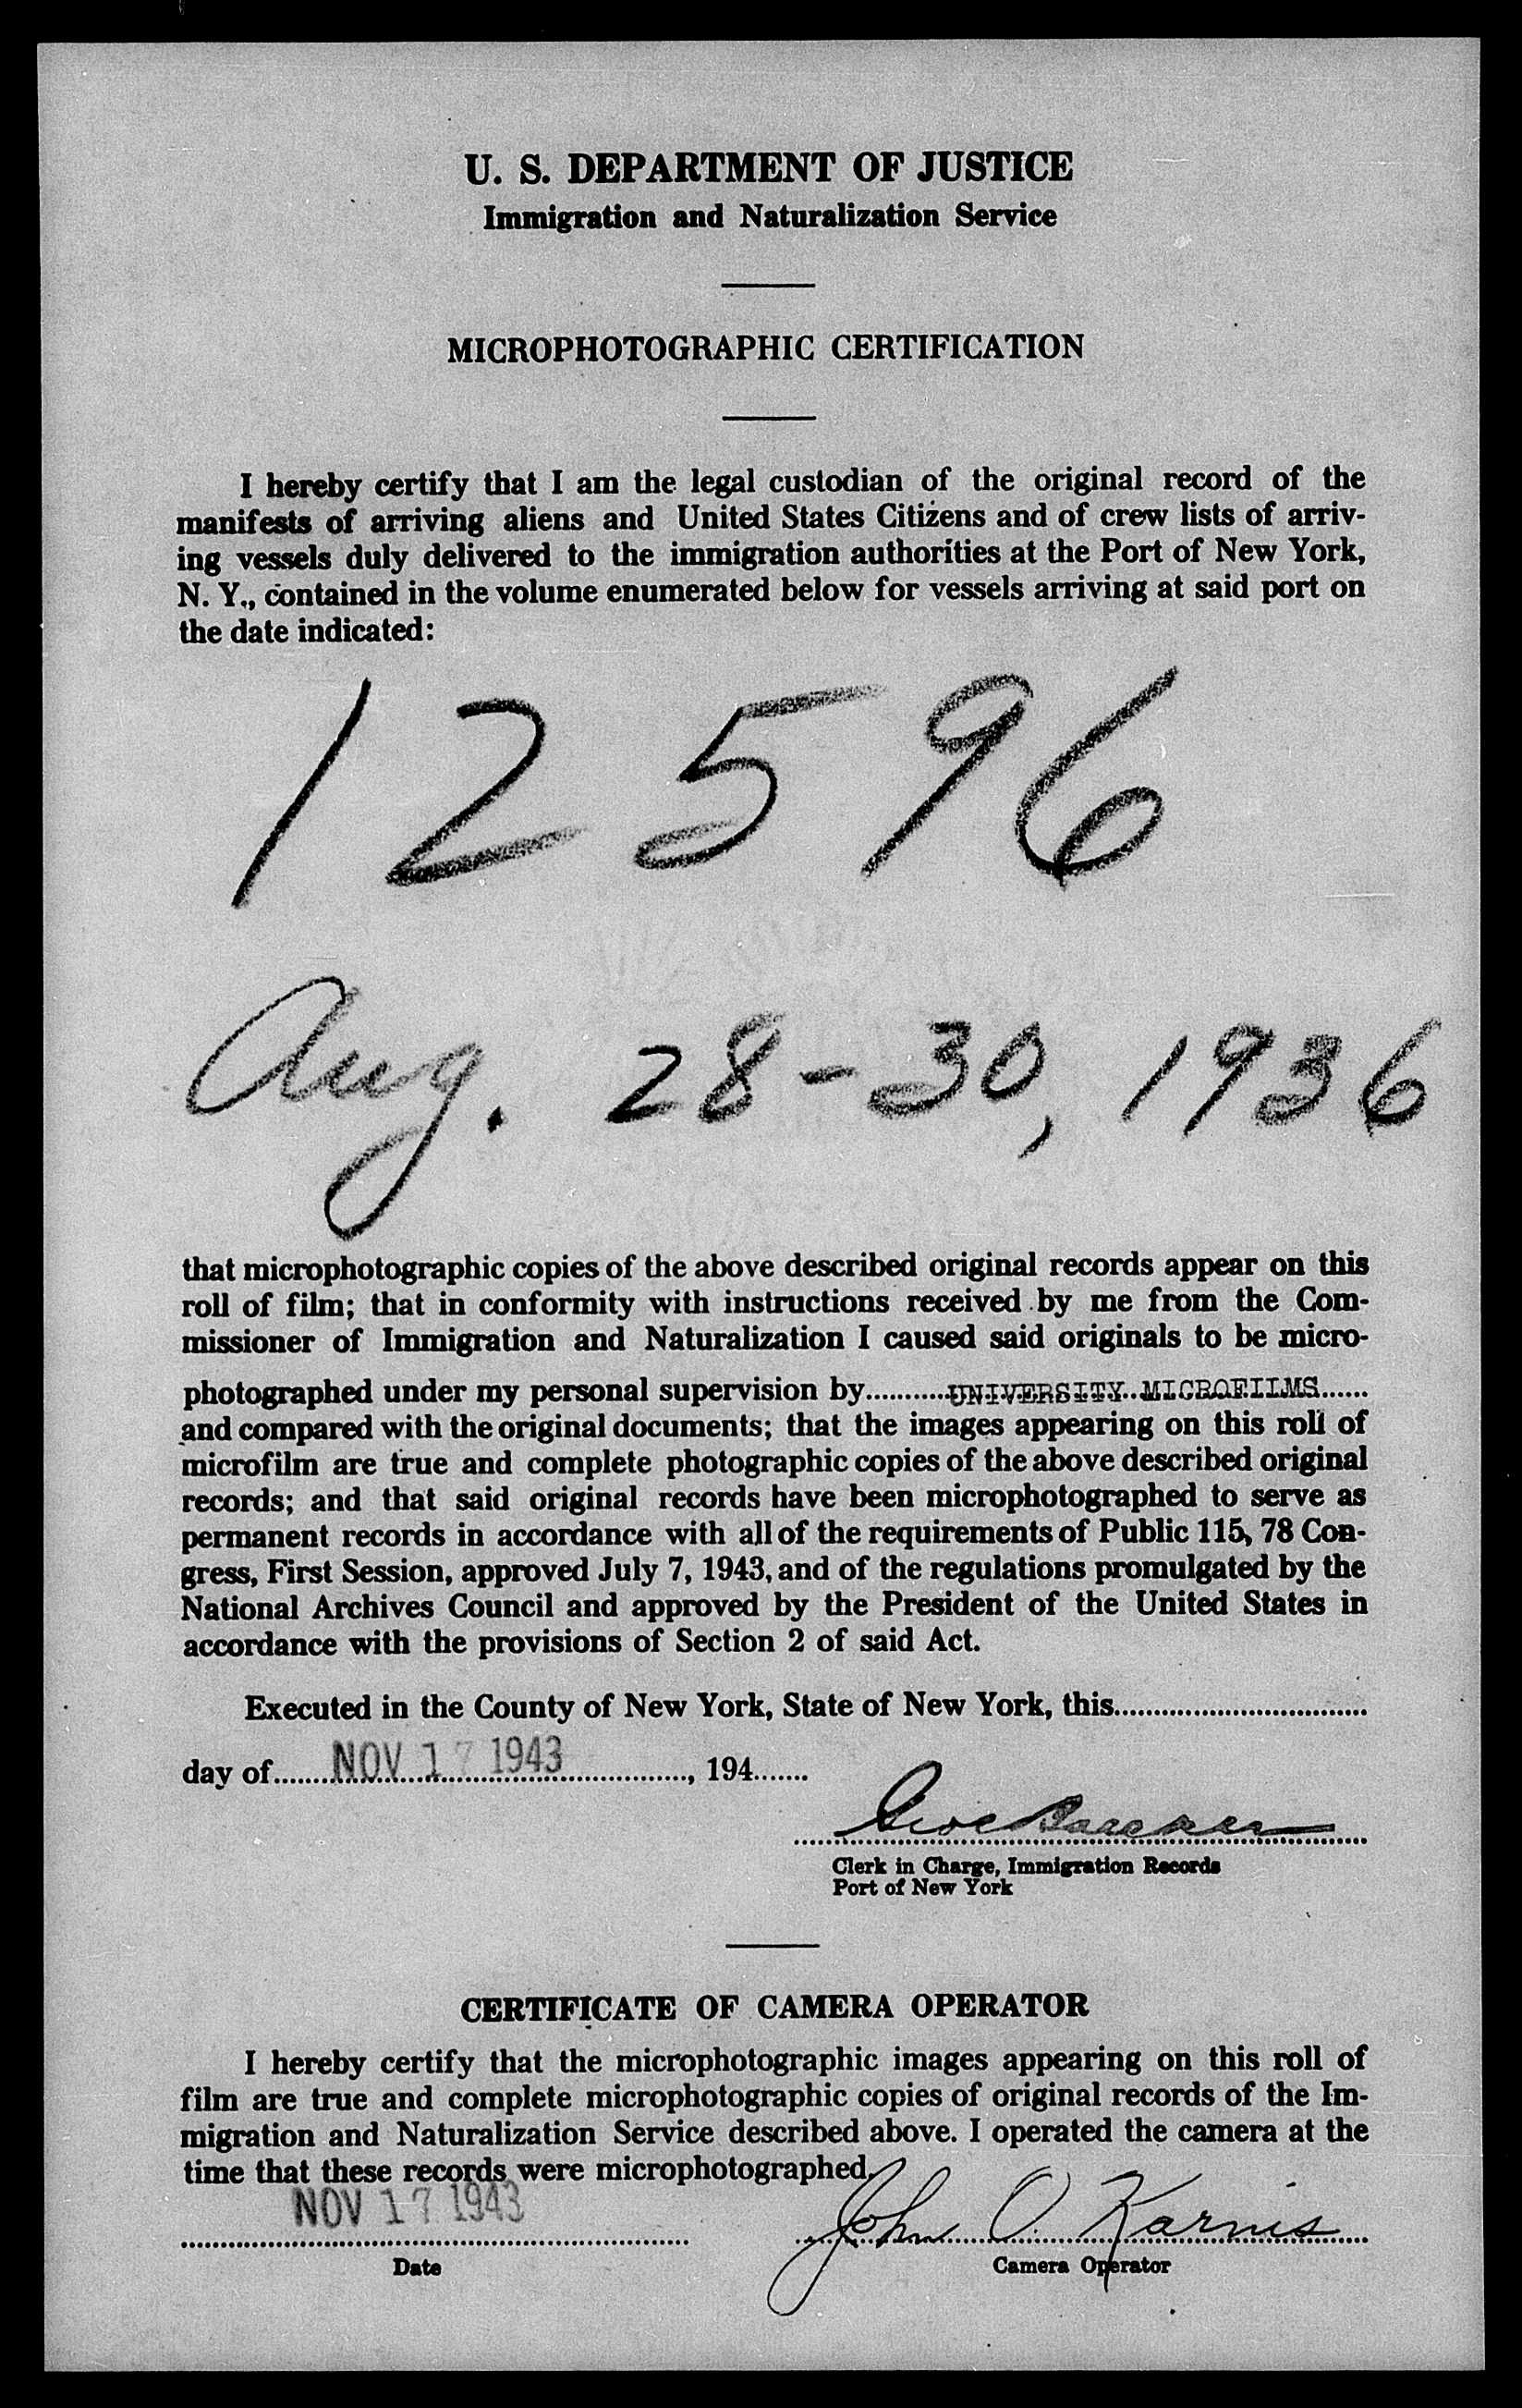 U. S. DEPARTMENT OF JUSTICE
Immigration and Naturalization Service
MICROPHOTOGRAPHIC CERTIFICATION
I hereby certify that I am the legal custodian of the original record of the
manifests of arriving aliens and United States Citizens and of crew lists of arriv-
ing vessels duly delivered to the immigration authorities at the Port of New York,
N. Y., contained in the volume enumerated below for vessels arriving at said port on
the date indicated:
12596
Aug. 28-30, 1936
that microphotographic copies of the above described original records appear on this
roll of film; that in conformity with instructions received by me from the Com-
missioner of Immigration and Naturalization I caused said originals to be micro-
photographed under my personal supervision by..........UNIVERSITY MICROFILMS......
and compared with the original documents; that the images appearing on this roll of
microfilm are true and complete photographic copies of the above described original
records; and that said original records have been microphotographed to serve as
permanent records in accordance with all of the requirements of Public 115, 78 Con-
gress, First Session, approved July 7, 1943, and of the regulations promulgated by the
National Archives Council and approved by the President of the United States in
accordance with the provisions of Section 2 of said Act.
Executed in the County of New York, State of New York, this................................
day of NOV 17 1943, 194.......
Clerk in Charge, Immigration Records
Port of New York
CERTIFICATE OF CAMERA OPERATOR
I hereby certify that the microphotographic images appearing on this roll of
film are true and complete microphotographic copies of original records of the Im-
migration and Naturalization Service described above. I operated the camera at the
time that these records were microphotographed.
NOV 17 1943 John O. Karnis
Date Camera Operator